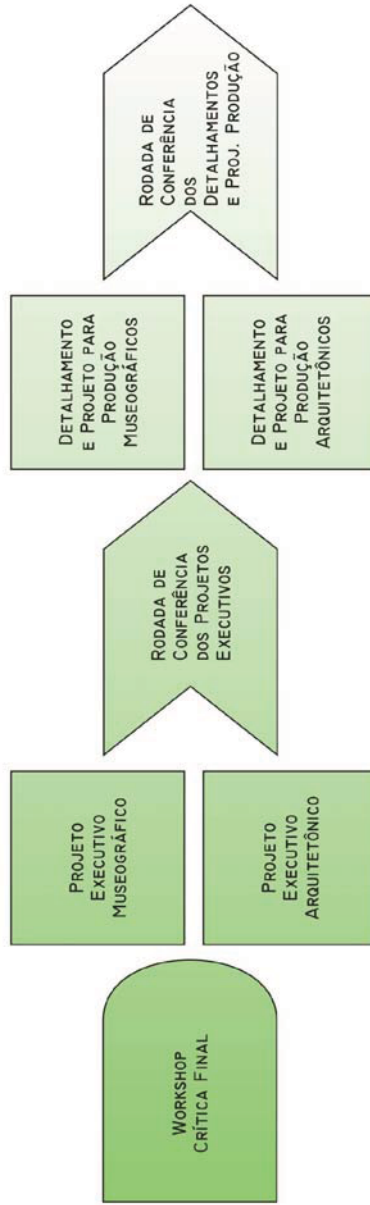 WORKSHOP
CRÍTICA FINAL
PROJETO
EXECUTIVO
MUSEOGRÁFICO
PROJETO
EXECUTIVO
ARQUITETÔNICO
RODADA DE
CONFERÊNCIA
DOS PROJETOS
EXECUTIVOS
DETALHAMENTO
E PROJETO PARA
PRODUÇÃO
MUSEOGRÁFICOS
DETALHAMENTO
E PROJETO PARA
PRODUÇÃO
ARQUITETÔNICOS
RODADA DE
CONFERÊNCIA
DOS
DETALHAMENTOS
E PROJ. PRODUÇÃO